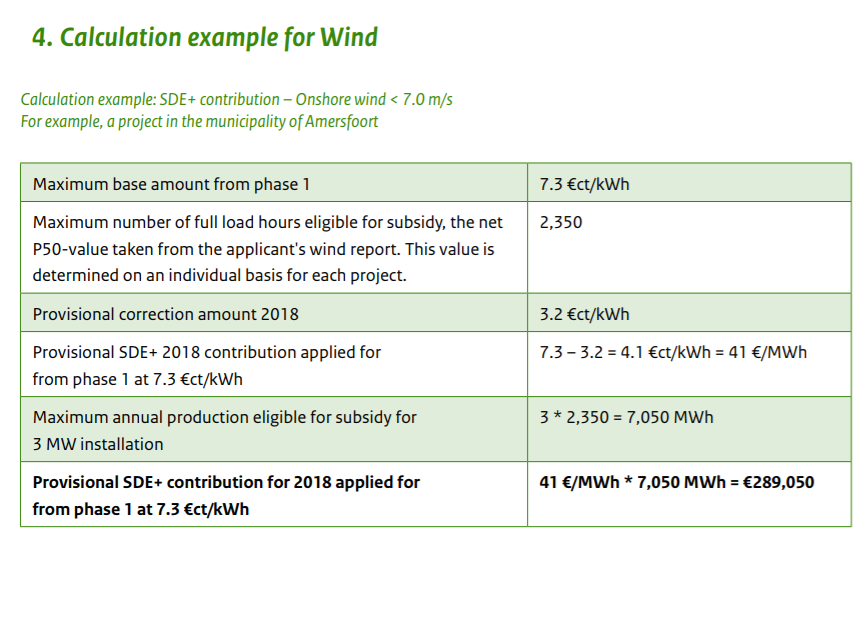 4. Calculation example for Wind
Calculation example: SDE+ contribution – Onshore wind < 7.0 m/s
For example, a project in the municipality of Amersfoort
Maximum base amount from phase 1
7.3 €ct/kWh
Maximum number of full load hours eligible for subsidy, the net
P50-value taken from the applicant's wind report. This value is
determined on an individual basis for each project.
2,350
Provisional correction amount 2018
3.2 €ct/kWh
Provisional SDE+ 2018 contribution applied for
from phase 1 at 7.3 €ct/kWh
7.3 – 3.2 = 4.1 €ct/kWh = 41 €/MWh
Maximum annual production eligible for subsidy for
3 MW installation
3 * 2,350 = 7,050 MWh
Provisional SDE+ contribution for 2018 applied for
from phase 1 at 7.3 €ct/kWh
41 €/MWh * 7,050 MWh = €289,050